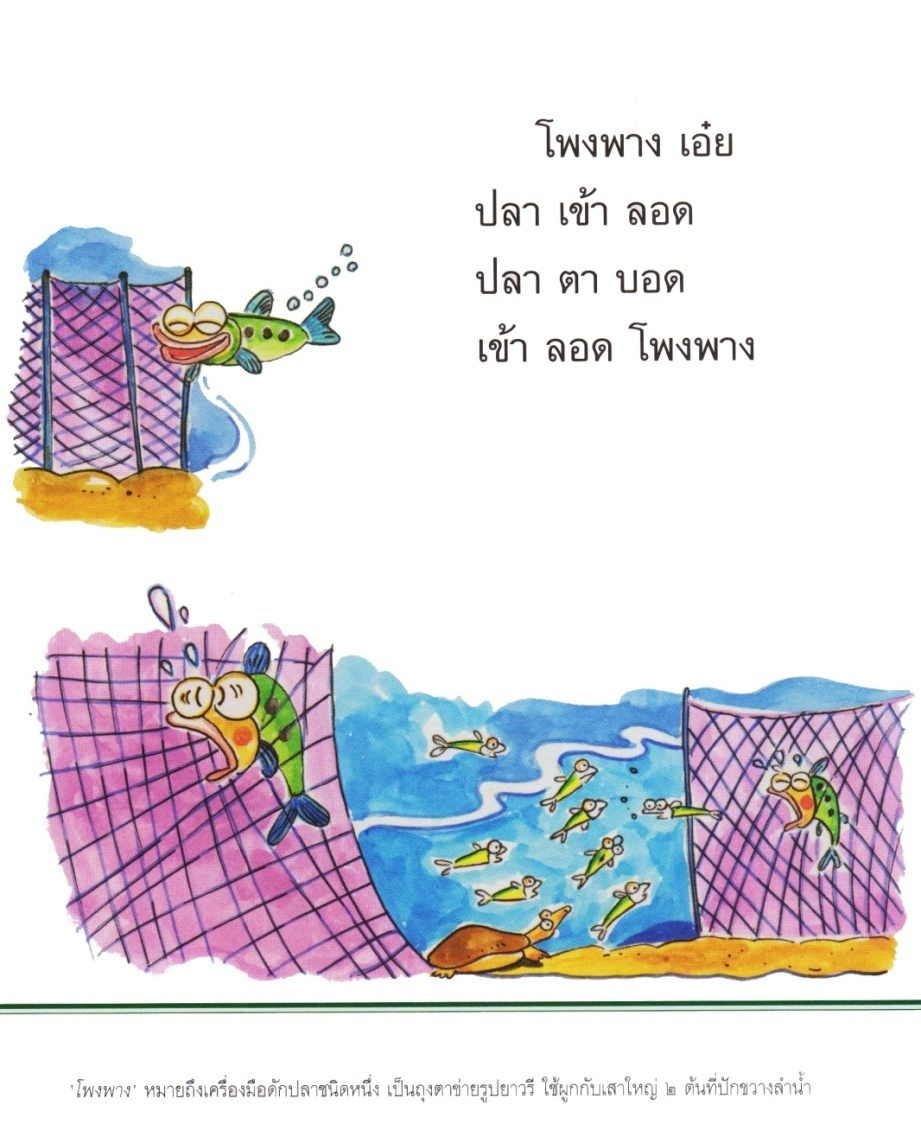 โพงพาง เอ๋ย
ปลา เข้า ลอด
ปลา ตา บอด
เข้า ลอด โพงพาง
'โพงพาง' หมายถึงเครื่องมือดักปลาชนิดหนึ่ง เป็นถุงตาข่ายรูปยาวรี ใช้ผูกกับเสาใหญ่ ๒ ต้นที่ปักขวางลำน้ำ